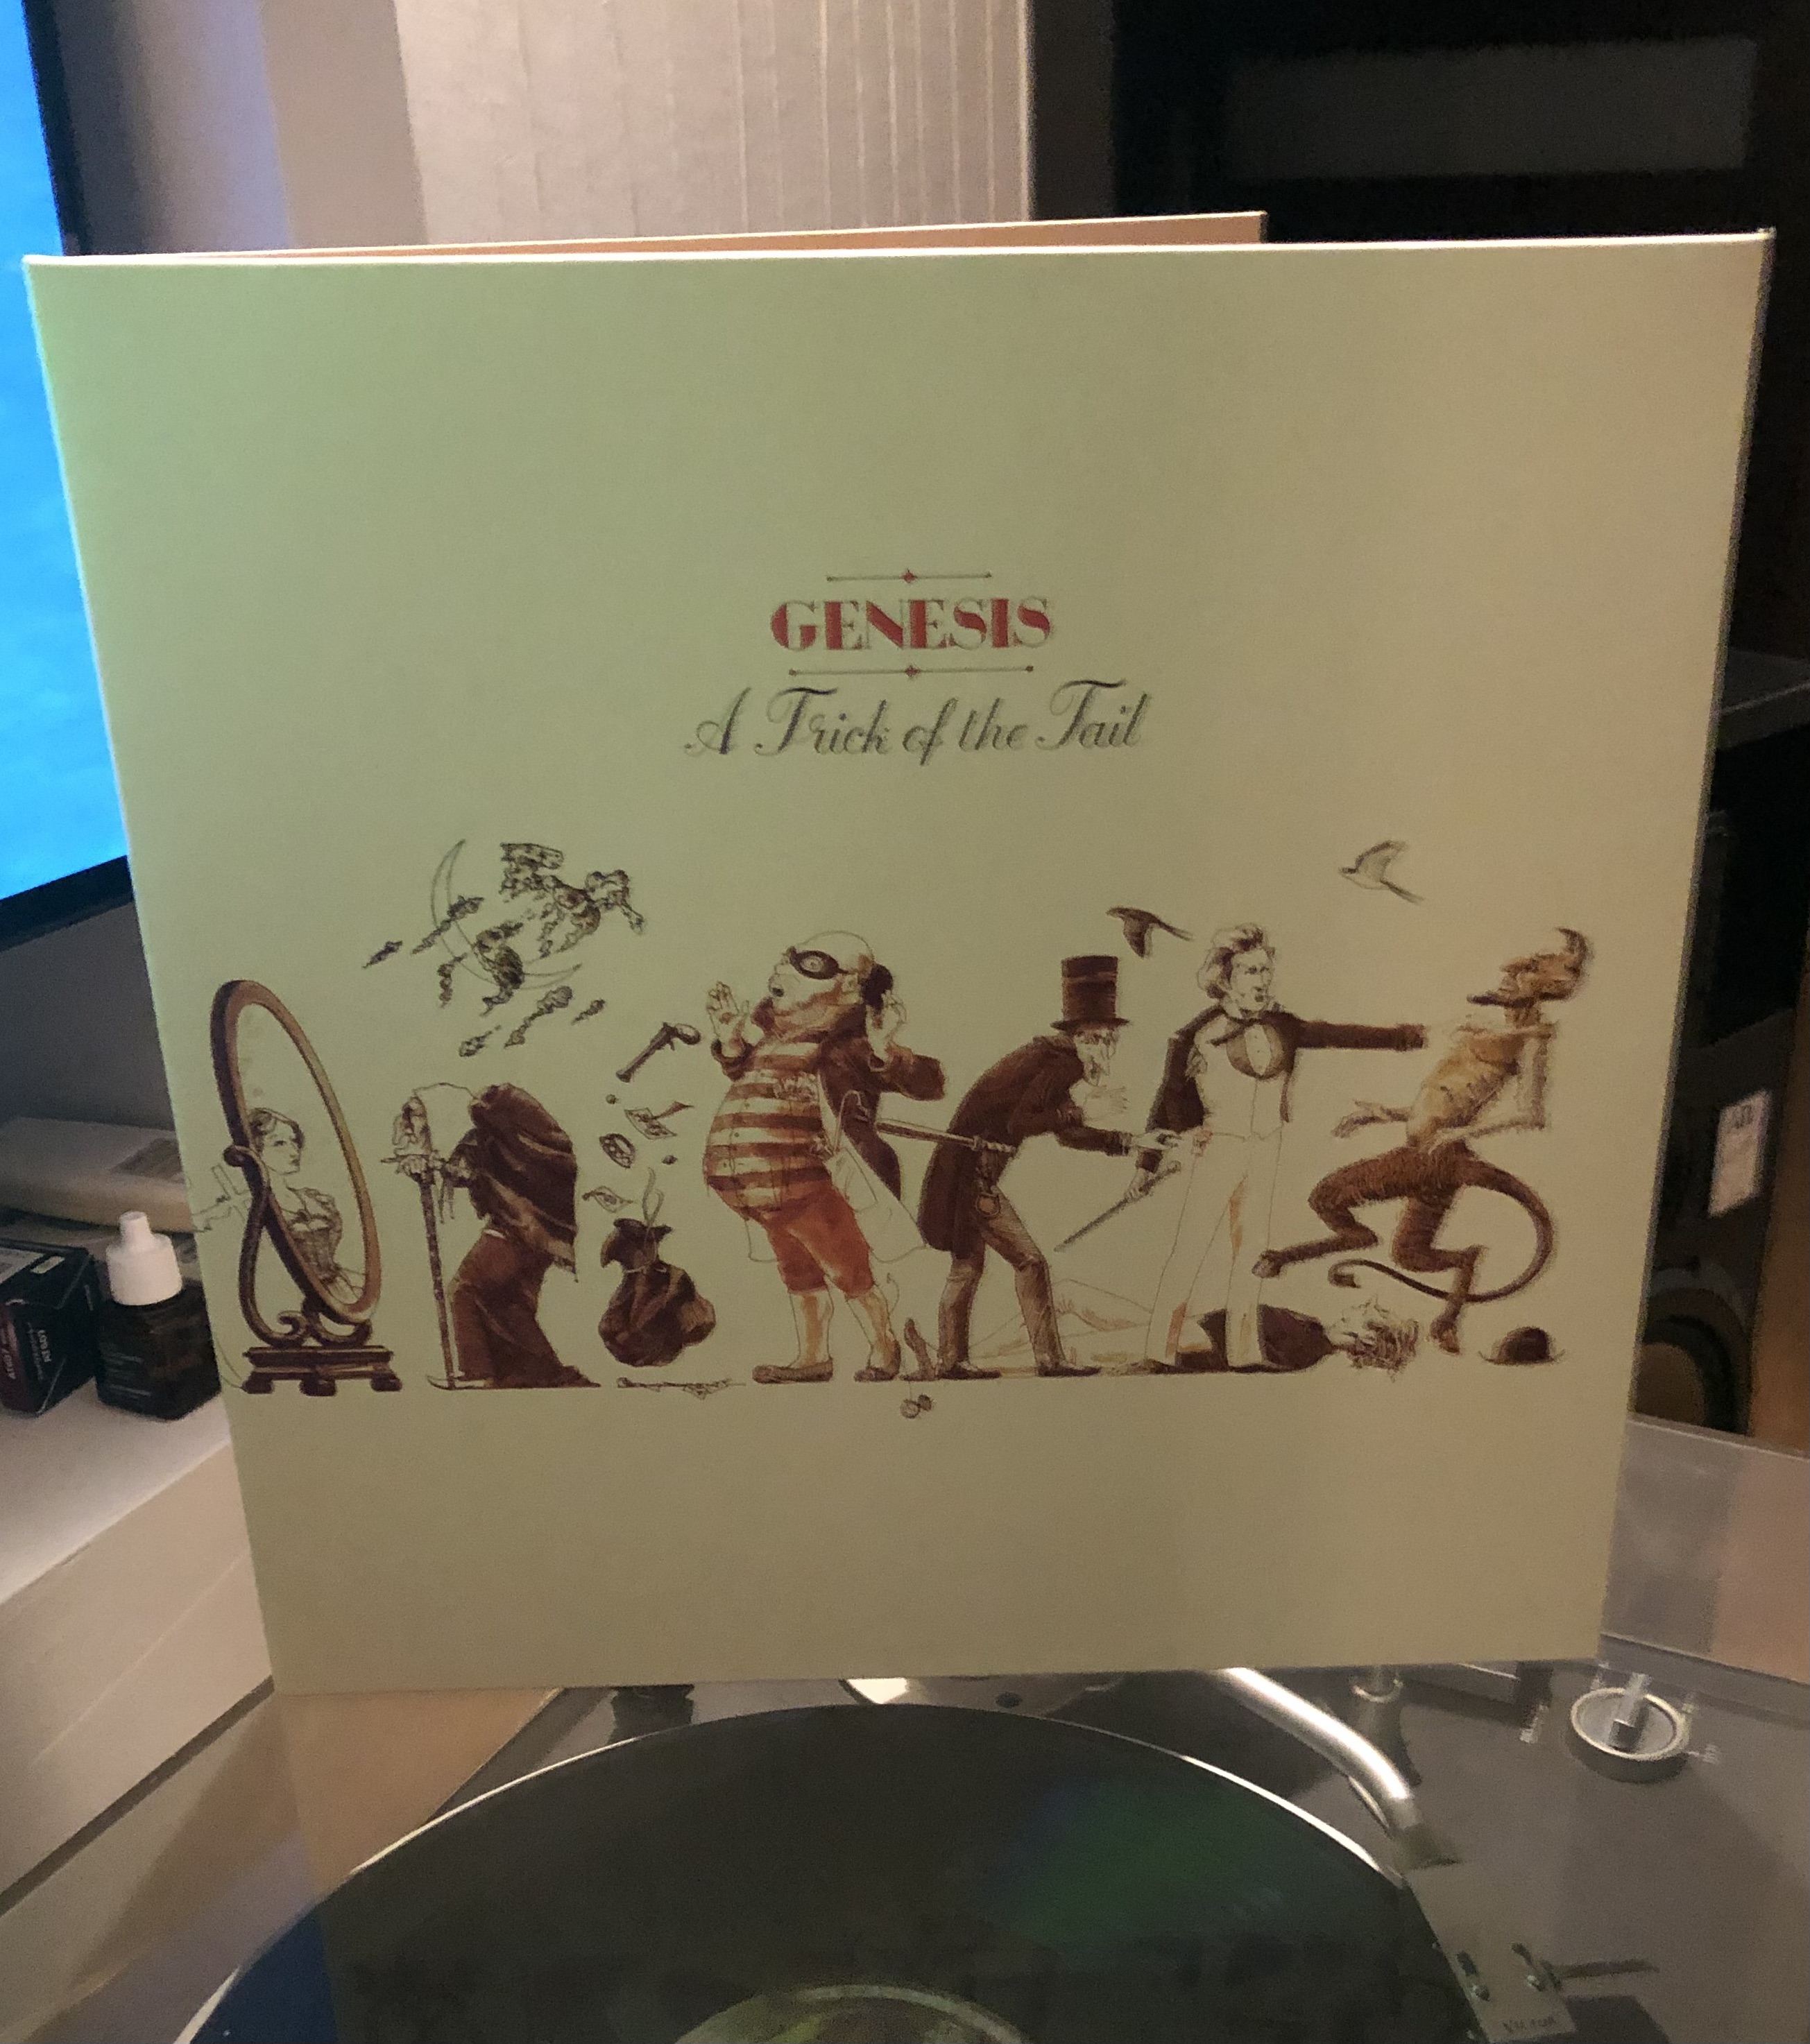 GENESIS
A Trick of the Tail